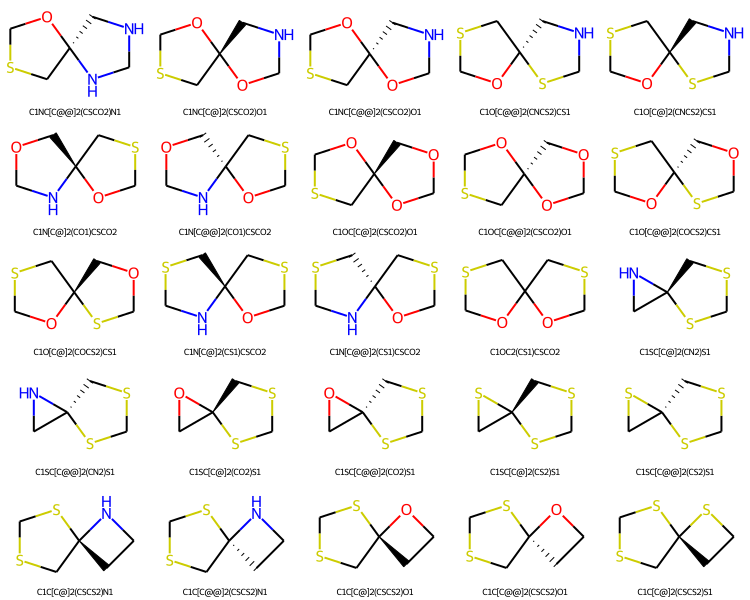 C1NC[C@@]2(CSCO2)N1
C1NC[C@]2(CSCO2)O1
C1NC[C@@]2(CSCO2)O1
C1O[C@@]2(CNCS2)CS1
C1O[C@]2(CNCS2)CS1
C1N[C@]2(CO1)CSCO2
C1N[C@@]2(CO1)CSCO2
C1OC[C@]2(CSCO2)O1
C1OC[C@@]2(CSCO2)O1
C1O[C@@]2(COCS2)CS1
C1O[C@]2(COCS2)CS1
C1N[C@]2(CS1)CSCO2
C1N[C@@]2(CS1)CSCO2
C1OC2(CS1)CSCO2
C1SC[C@]2(CN2)S1
C1SC[C@@]2(CN2)S1
C1SC[C@]2(CO2)S1
C1SC[C@@]2(CO2)S1
C1SC[C@]2(CS2)S1
C1SC[C@@]2(CS2)S1
C1C[C@]2(CSCS2)N1
C1C[C@@]2(CSCS2)N1
C1C[C@]2(CSCS2)O1
C1C[C@@]2(CSCS2)O1
C1C[C@]2(CSCS2)S1